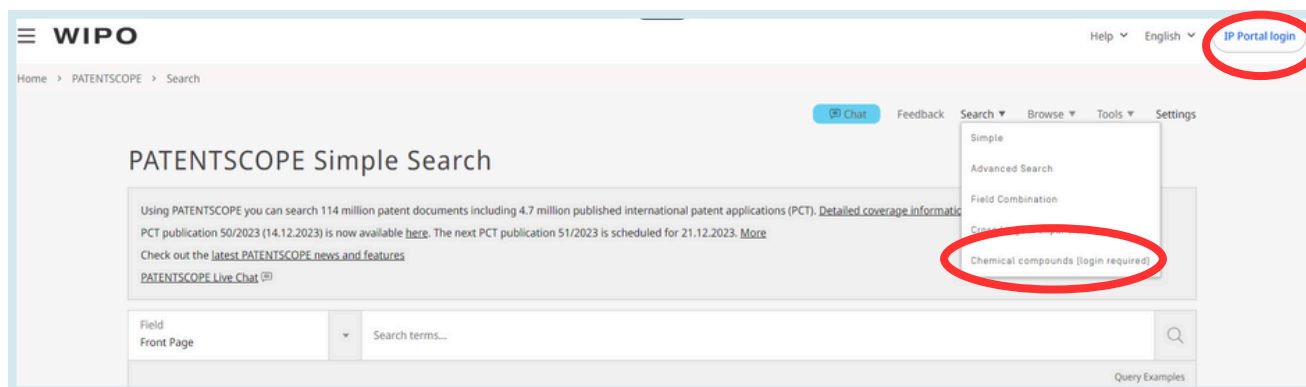 WIPO
Help English IP Portal login
Home > PATENTSCOPE > Search
Chat Feedback Search Browse Tools Settings
Simple
Advanced Search
Field Combination
Chemical compounds [login required]
PATENTSCOPE Simple Search
Using PATENTSCOPE you can search 114 million patent documents including 4.7 million published international patent applications (PCT). Detailed coverage informatio
PCT publication 50/2023 (14.12.2023) is now available here. The next PCT publication 51/2023 is scheduled for 21.12.2023. More
Check out the latest PATENTSCOPE news and features
PATENTSCOPE Live Chat
Field
Front Page
Search terms...
Query Examples